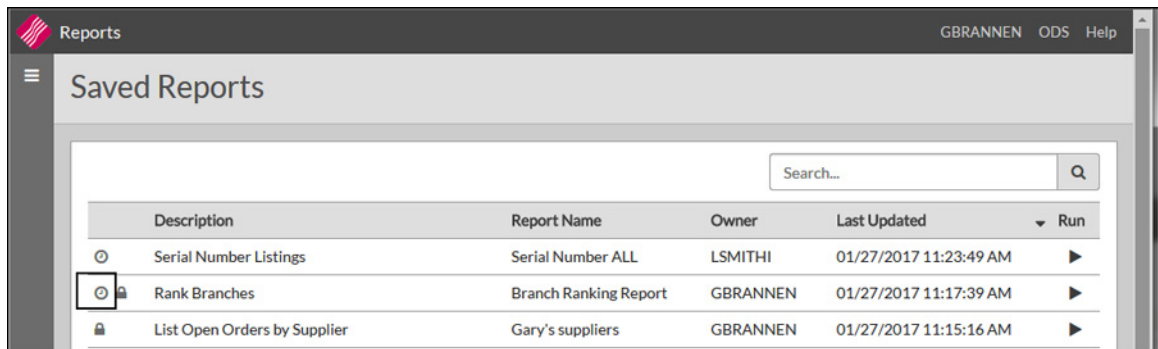 Reports GBRANNEN ODS Help
Saved Reports
Search...
Description Report Name Owner Last Updated Run
Serial Number Listings Serial Number ALL LSMITHI 01/27/2017 11:23:49 AM
Rank Branches Branch Ranking Report GBRANNEN 01/27/2017 11:17:39 AM
List Open Orders by Supplier Gary's suppliers GBRANNEN 01/27/2017 11:15:16 AM